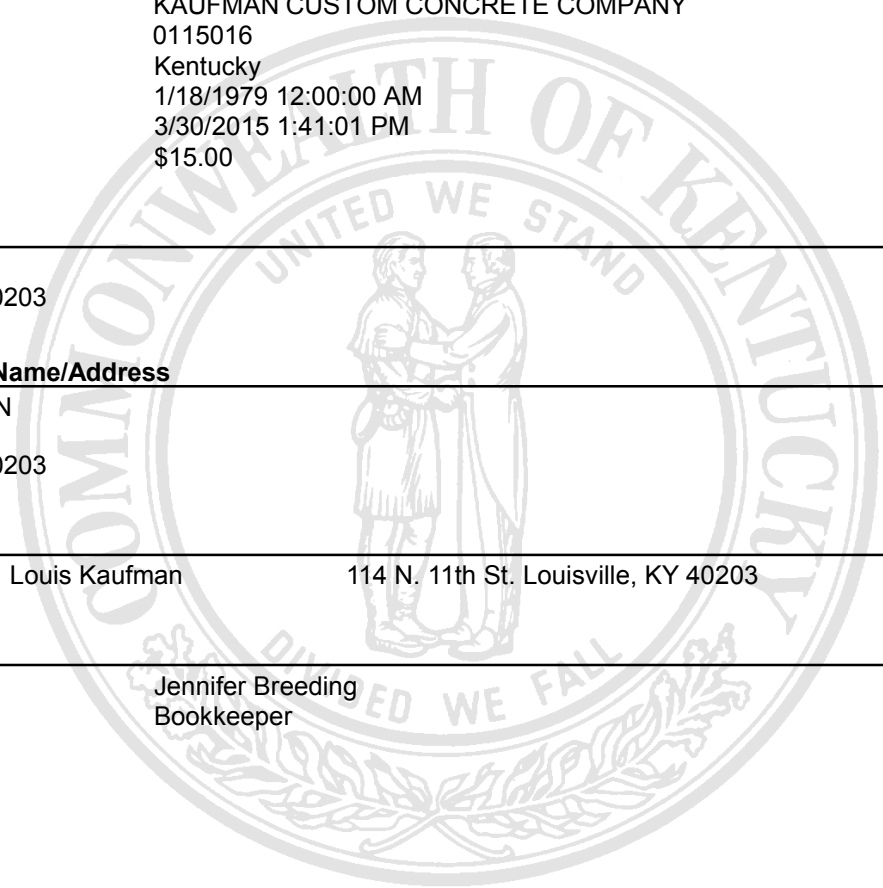 KAUFMAN CUSTOM CONCRETE COMPANY
0115016
Kentucky
1/18/1979 12:00:00 AM
3/30/2015 1:41:01 PM
$15.00
0203
Name/Address
N
0203
Louis Kaufman 114 N. 11th St. Louisville, KY 40203
Jennifer Breeding
Bookkeeper
COMMONWEALTH OF KENTUCKY
UNITED WE STAND
DIVIDED WE FALL